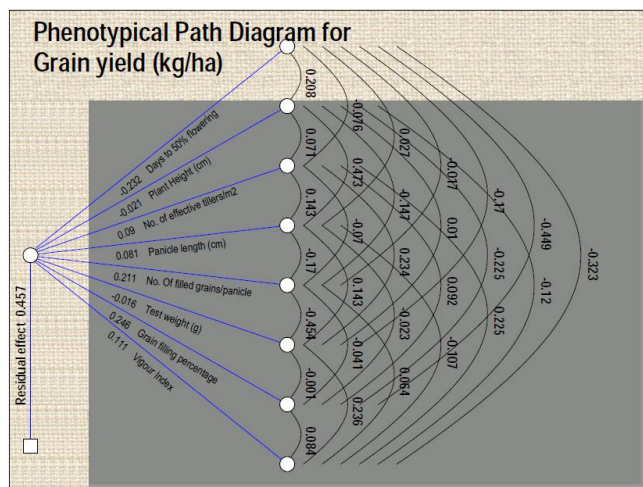 Phenotypical Path Diagram for
Grain yield (kg/ha)
-0.232 Days to 50% flowering
-0.021 Plant Height (cm)
0.09 No. of effective tillers/m2
0.081 Panicle length (cm)
0.211 No. Of filled grains/panicle
-0.016 Test weight (g)
0.246 Grain filling percentage
0.111 Vigour Index
Residual effect 0.457
0.208
0.071
0.143
-0.17
-0.454
-0.001
0.084
-0.076
0.473
-0.07
0.143
-0.041
0.236
0.027
-0.147
0.234
-0.023
0.064
-0.017
0.01
0.092
-0.107
-0.17
-0.225
0.225
-0.449
-0.12
-0.323